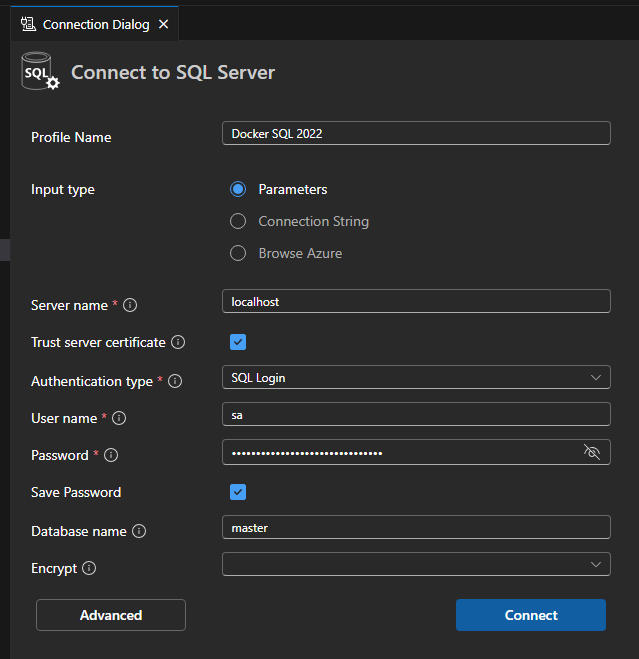 Connection Dialog
SQL
Connect to SQL Server
Profile Name
Docker SQL 2022
Input type
Parameters
Connection String
Browse Azure
Server name *
localhost
Trust server certificate
Authentication type *
SQL Login
User name *
sa
Password *
•••••••••••••••••••••••••••••••
Save Password
Database name
master
Encrypt
Advanced
Connect